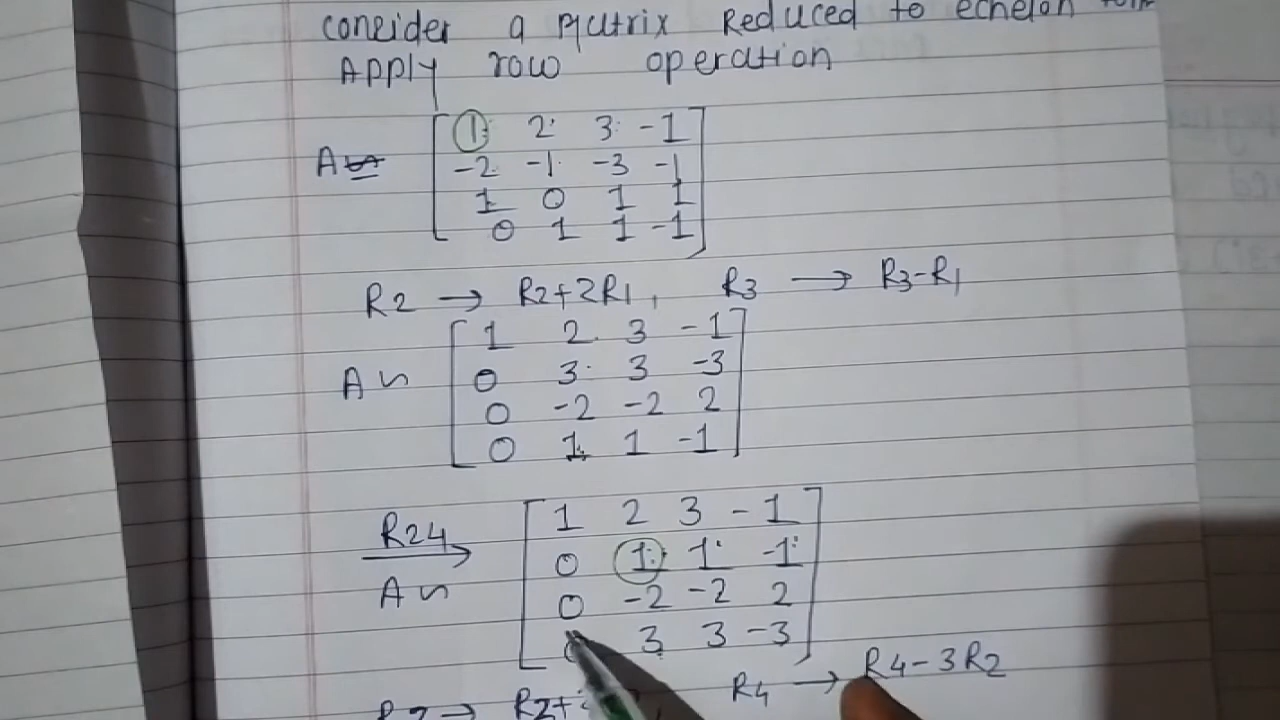 consider a Matrix Reduced to echelon form
Apply row operation
A
1 2 3 -1
-2 -1 -3 -1
1 0 1 1
0 1 1 -1
R2 → R2+2R1, R3 → R3-R1
A ~
1 2 3 -1
0 3 3 -3
0 -2 -2 2
0 1 1 -1
R24
A ~
1 2 3 -1
0 1 1 -1
0 -2 -2 2
0 3 3 -3
R4 → R4-3R2